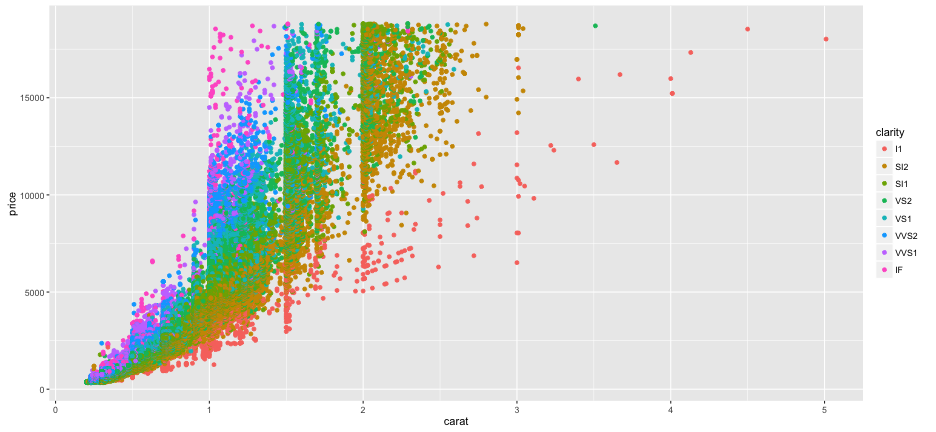 price
15000
10000
5000
0
0 1 2 3 4 5
carat
clarity
I1
SI2
SI1
VS2
VS1
VVS2
VVS1
IF